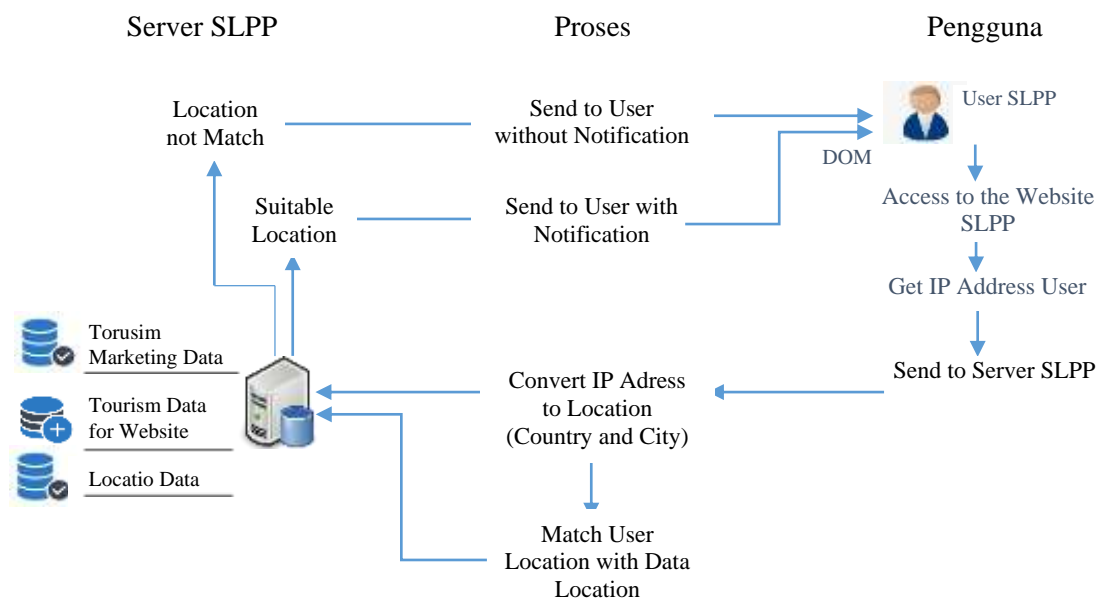 Server SLPP
Proses
Pengguna
Location
not Match
Send to User
without Notification
User SLPP
DOM
Suitable
Location
Send to User with
Notification
Access to the Website
SLPP
Get IP Address User
Send to Server SLPP
Torusim
Marketing Data
Tourism Data
for Website
Locatio Data
Convert IP Adress
to Location
(Country and City)
Match User
Location with Data
Location